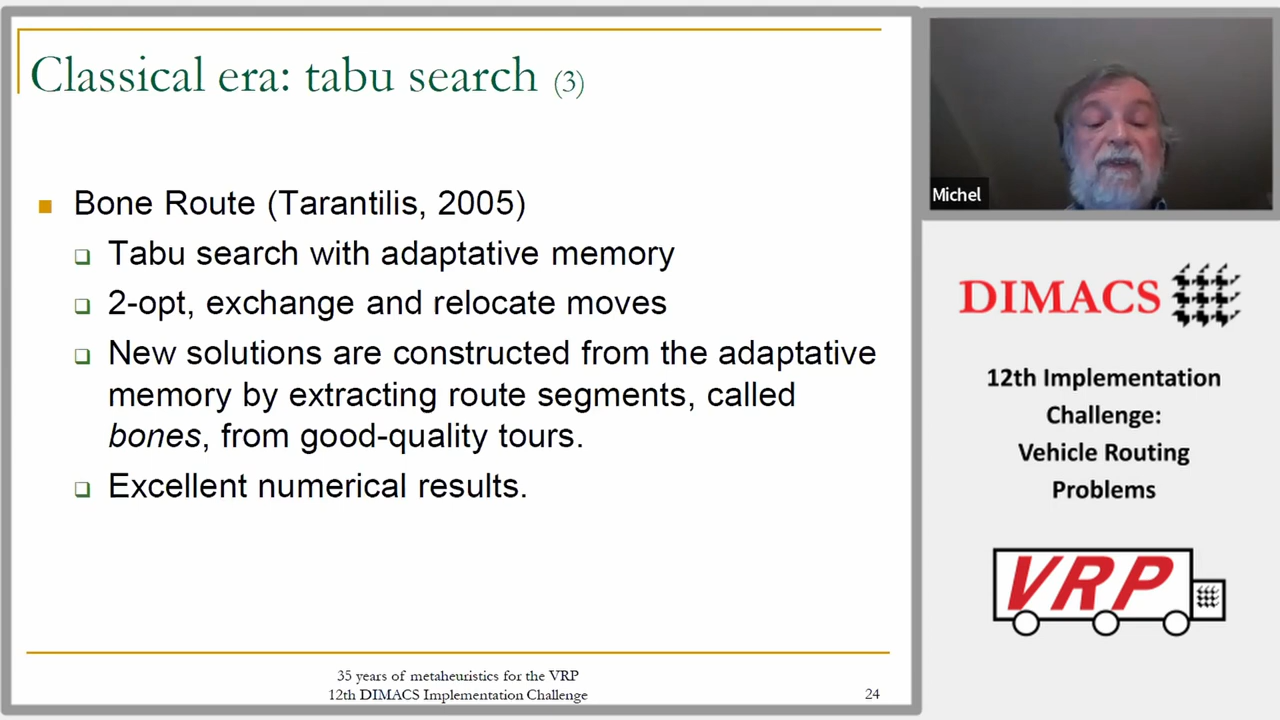 Classical era: tabu search (3)
Bone Route (Tarantilis, 2005)
Tabu search with adaptative memory
2-opt, exchange and relocate moves
New solutions are constructed from the adaptative
memory by extracting route segments, called
bones, from good-quality tours.
Excellent numerical results.
35 years of metaheuristics for the VRP
12th DIMACS Implementation Challenge
24
Michel
DIMACS
12th Implementation
Challenge:
Vehicle Routing
Problems
VRP